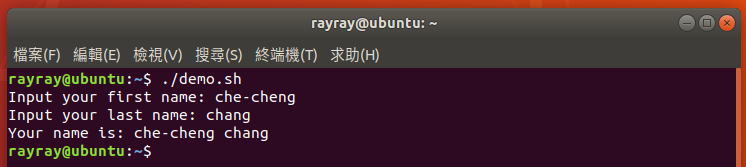 rayray@ubuntu: ~
檔案(F) 編輯(E) 檢視(V) 搜尋(S) 終端機(T) 求助(H)
rayray@ubuntu:~$ ./demo.sh
Input your first name: che-cheng
Input your last name: chang
Your name is: che-cheng chang
rayray@ubuntu:~$